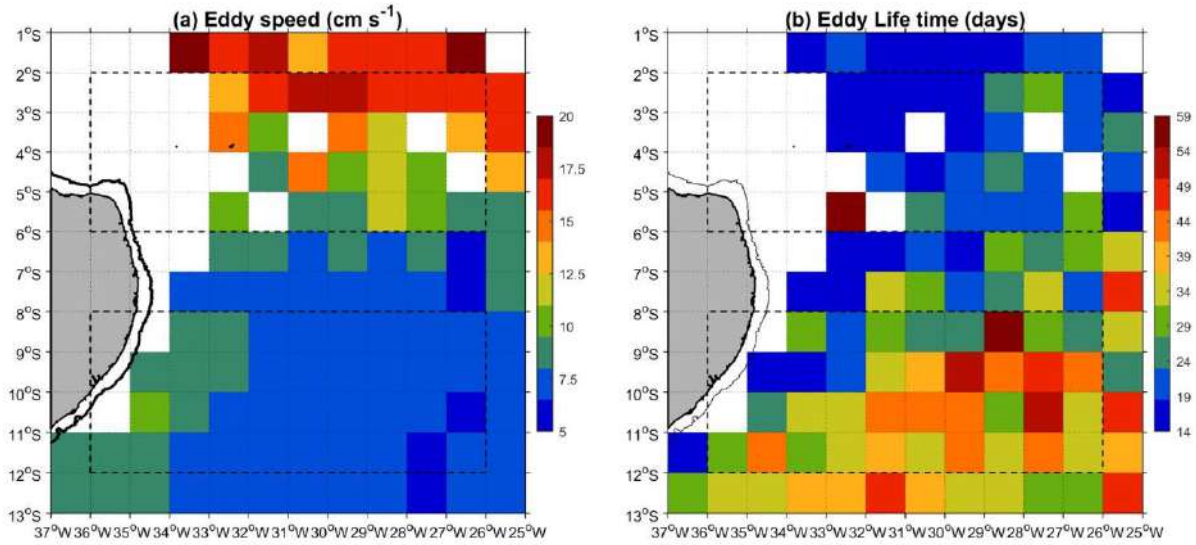 (a) Eddy speed (cm s⁻¹)
1°S
2°S
3°S
4°S
5°S
6°S
7°S
8°S
9°S
10°S
11°S
12°S
13°S
37°W 36°W 35°W 34°W 33°W 32°W 31°W 30°W 29°W 28°W 27°W 26°W 25°W
20
17.5
15
12.5
10
7.5
5
(b) Eddy Life time (days)
1°S
2°S
3°S
4°S
5°S
6°S
7°S
8°S
9°S
10°S
11°S
12°S
13°S
37°W 36°W 35°W 34°W 33°W 32°W 31°W 30°W 29°W 28°W 27°W 26°W 25°W
59
54
49
44
39
34
29
24
19
14